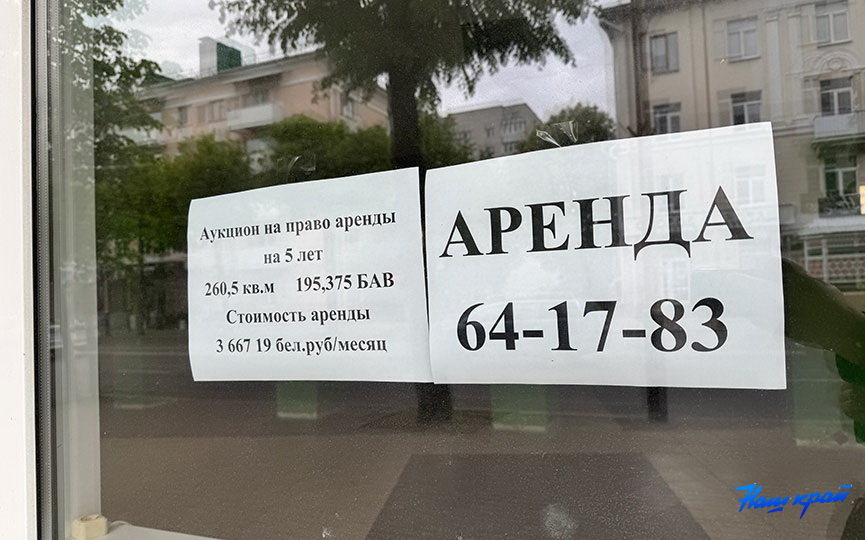 Аукцион на право аренды
на 5 лет
260,5 кв.м 195,375 БАВ
Стоимость аренды
3 667 19 бел.руб/месяц
АРЕНДА
64-17-83
Наш край